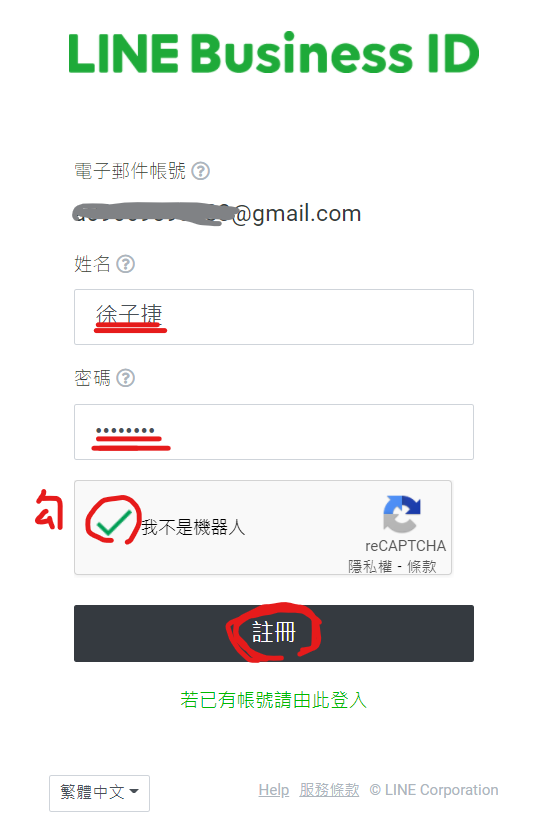 LINE Business ID
電子郵件帳號 ?
@gmail.com
姓名 ?
徐子捷
密碼 ?
••••••••
勾
我不是機器人
reCAPTCHA
隱私權 - 條款
註冊
若已有帳號請由此登入
繁體中文
Help 服務條款 © LINE Corporation